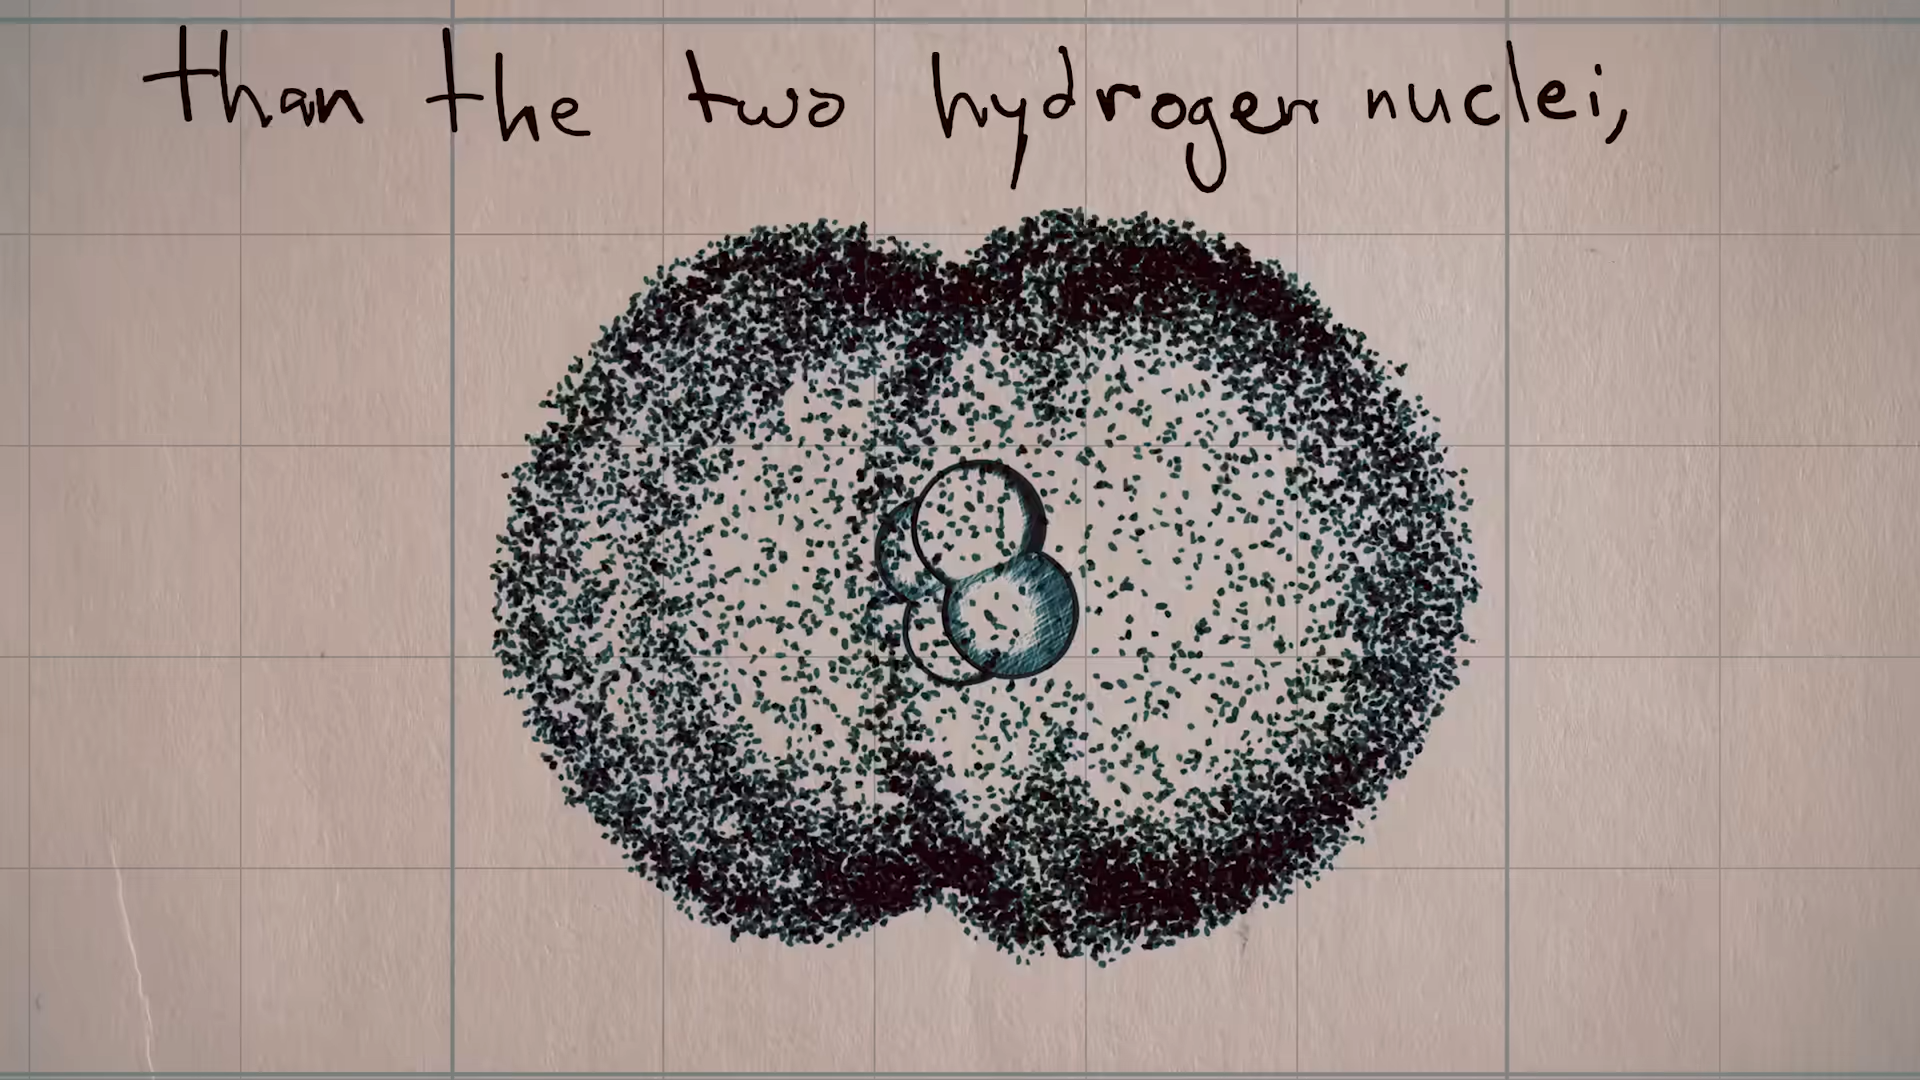 than the two hydrogen nuclei,